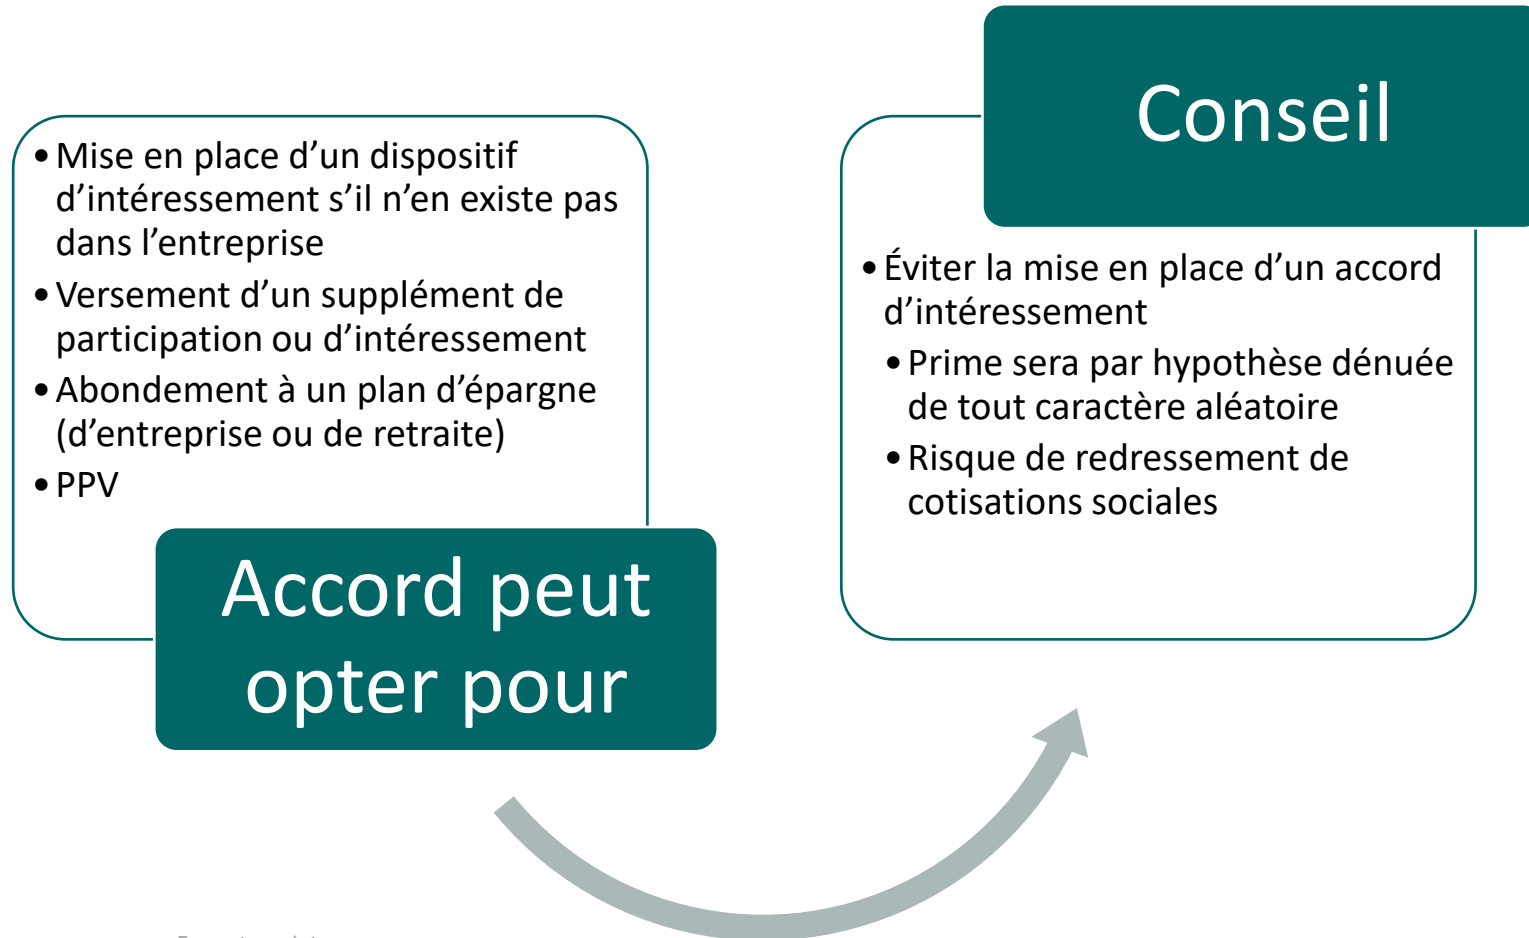 • Mise en place d’un dispositif
d’intéressement s’il n’en existe pas
dans l’entreprise
• Versement d’un supplément de
participation ou d’intéressement
• Abondement à un plan d’épargne
(d’entreprise ou de retraite)
• PPV
Accord peut
opter pour
Conseil
• Éviter la mise en place d’un accord
d’intéressement
• Prime sera par hypothèse dénuée
de tout caractère aléatoire
• Risque de redressement de
cotisations sociales